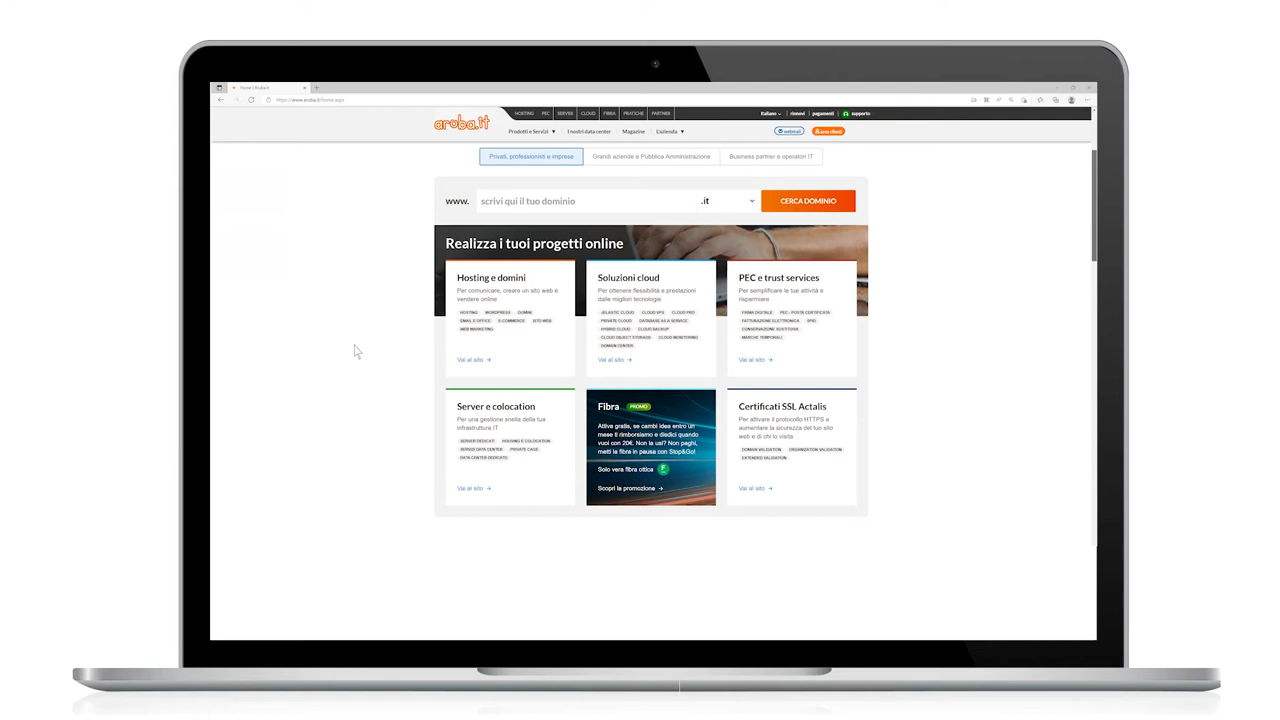 Home | Aruba.it
https://www.aruba.it/home.aspx
aruba.it
HOSTING PEC SERVER CLOUD FIBRA PRATICHE PARTNER
Italiano rinnovi pagamenti supporto
Prodotti e Servizi I nostri data center Magazine L'azienda
webmail area clienti
Privati, professionisti e imprese Grandi aziende e Pubblica Amministrazione Business partner e operatori IT
www. scrivi qui il tuo dominio .it CERCA DOMINIO
Realizza i tuoi progetti online
Hosting e domini
Per comunicare, creare un sito web e
vendere online
HOSTING WORDPRESS DOMINI
EMAIL E OFFICE E-COMMERCE SITO WEB
WEB MARKETING
Vai al sito →
Soluzioni cloud
Per ottenere flessibilità e prestazioni
dalle migliori tecnologie
JELASTIC CLOUD CLOUD VPS CLOUD PRO
PRIVATE CLOUD DATABASE AS A SERVICE
HYBRID CLOUD CLOUD BACKUP
CLOUD OBJECT STORAGE CLOUD MONITORING
DOMAIN CENTER
Vai al sito →
PEC e trust services
Per semplificare le tue attività e
risparmiare
FIRMA DIGITALE PEC - POSTA CERTIFICATA
FATTURAZIONE ELETTRONICA SPID
CONSERVAZIONE SOSTITUTIVA
MARCHE TEMPORALI
Vai al sito →
Server e colocation
Per una gestione snella della tua
infrastruttura IT
SERVER DEDICATI HOUSING E COLOCATION
SERVIZI DATA CENTER PRIVATE CAGE
DATA CENTER DEDICATO
Vai al sito →
Fibra PROMO
Attiva gratis, se cambi idea entro un
mese ti rimborsiamo e disdici quando
vuoi con 20€. Non la usi? Non paghi,
metti la fibra in pausa con Stop&Go!
Solo vera fibra ottica F
Scopri la promozione →
Certificati SSL Actalis
Per attivare il protocollo HTTPS e
aumentare la sicurezza del tuo sito
web e di chi lo visita
DOMAIN VALIDATION ORGANIZATION VALIDATION
EXTENDED VALIDATION
Vai al sito →